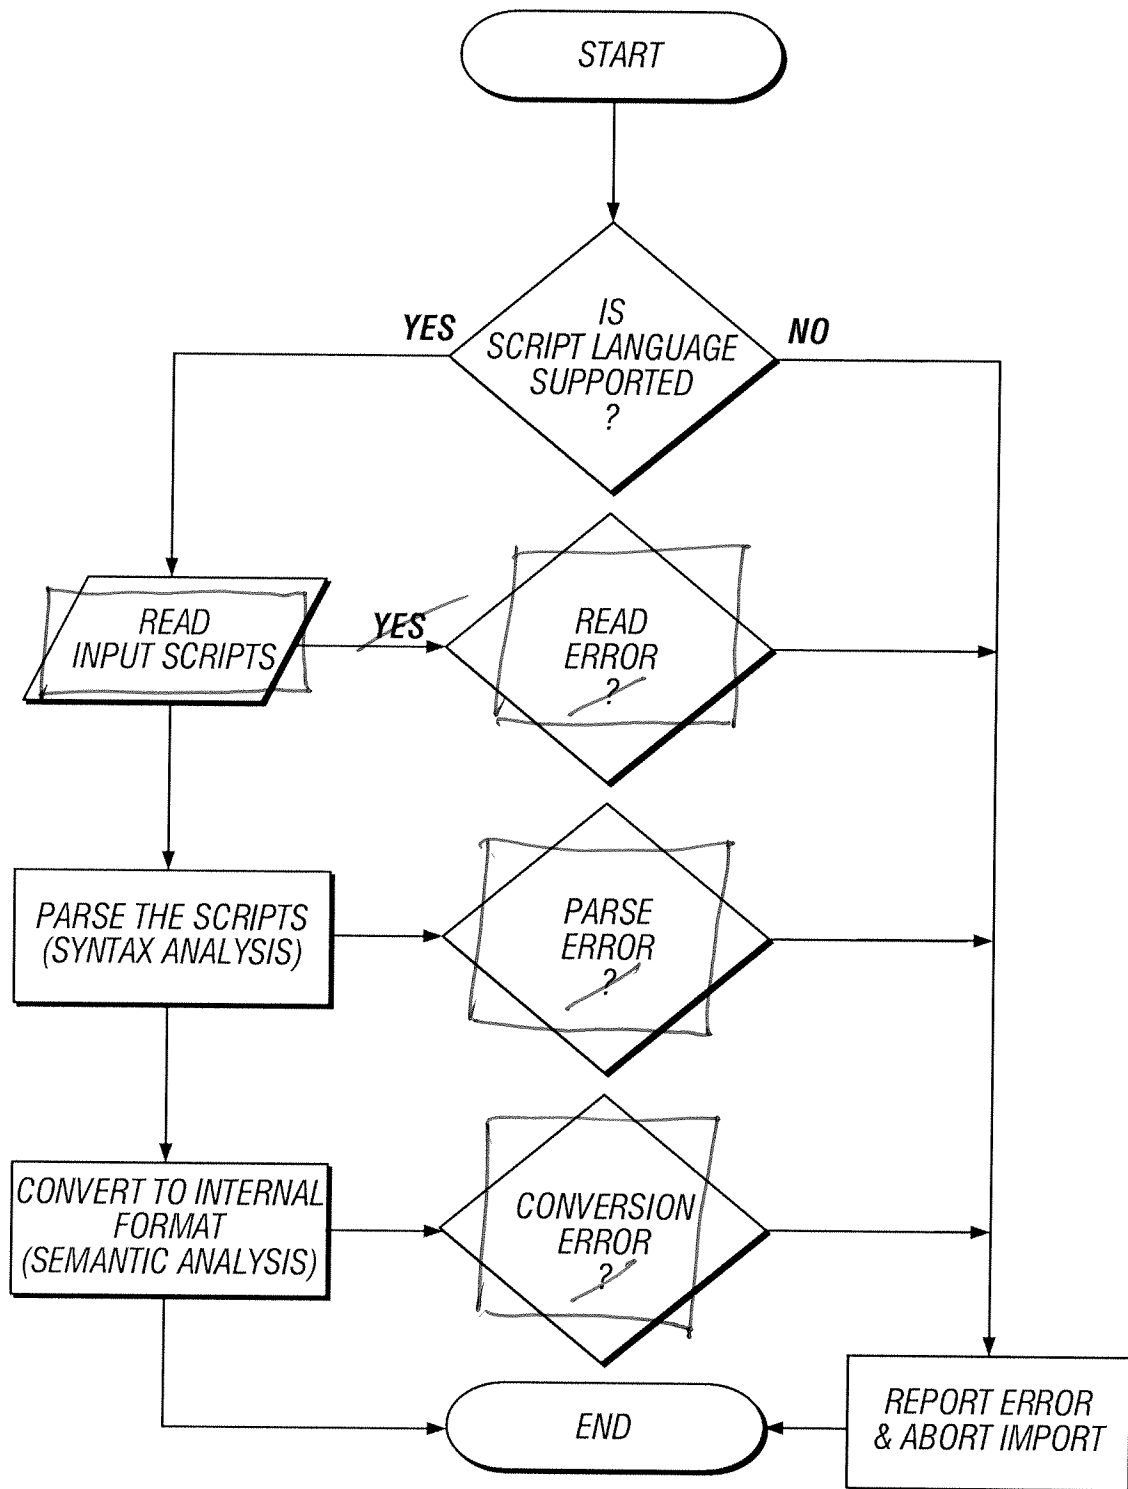 START
IS
SCRIPT LANGUAGE
SUPPORTED
?
YES
NO
READ
INPUT SCRIPTS
YES
READ
ERROR
?
PARSE THE SCRIPTS
(SYNTAX ANALYSIS)
PARSE
ERROR
?
CONVERT TO INTERNAL
FORMAT
(SEMANTIC ANALYSIS)
CONVERSION
ERROR
?
END
REPORT ERROR
& ABORT IMPORT